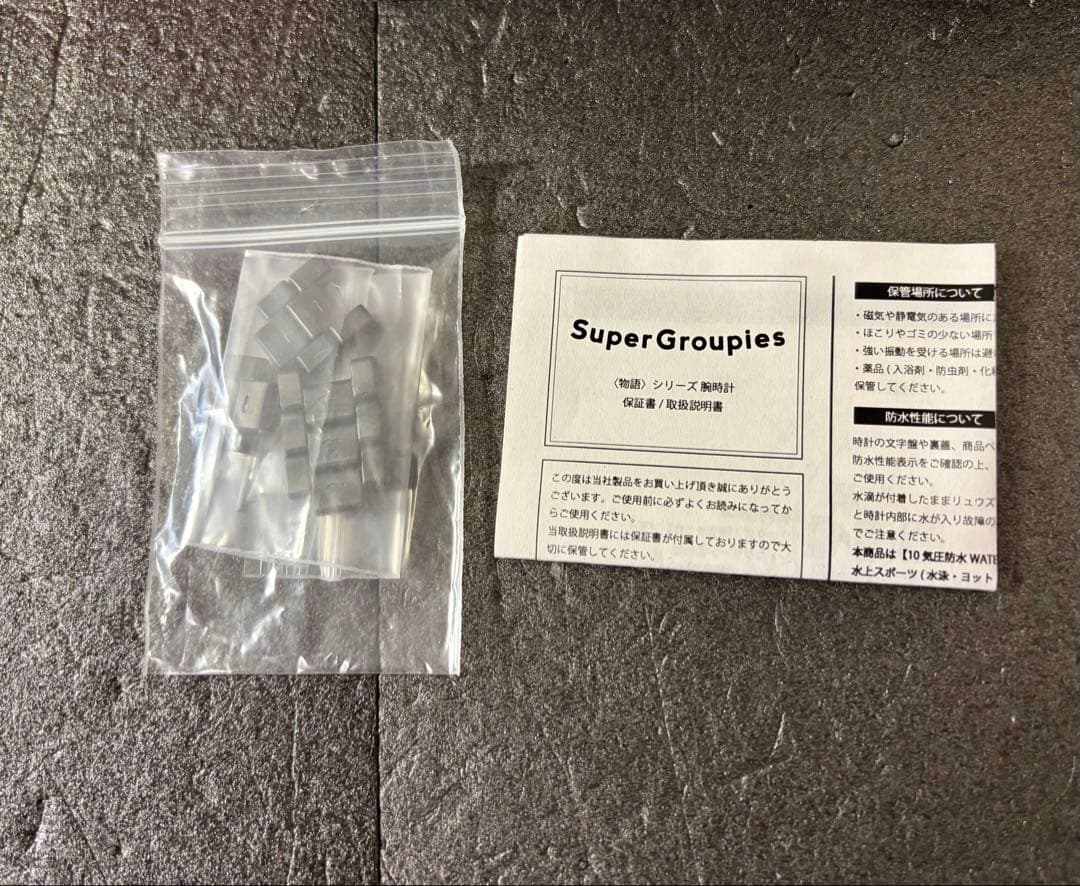 SuperGroupies
〈物語〉シリーズ 腕時計
保証書 / 取扱説明書
この度は当社製品をお買い上げ頂き誠にありがとう
ございます。ご使用前に必ずよくお読みになってか
らご使用ください。
当取扱説明書には保証書が付属しておりますので大
切に保管してください。
保管場所について
・磁気や静電気のある場所に
・ほこりやゴミの少ない場所
・強い振動を受ける場所は避
・薬品 ( 入浴剤・防虫剤・化粧
保管してください。
防水性能について
時計の文字盤や裏蓋、商品ペ
防水性能表示をご確認の上、
ご使用ください。
水滴が付着したままリュウズ
と時計内部に水が入り故障の
でご注意ください。
本商品は【10 気圧防水 WATE
水上スポーツ ( 水泳・ヨット